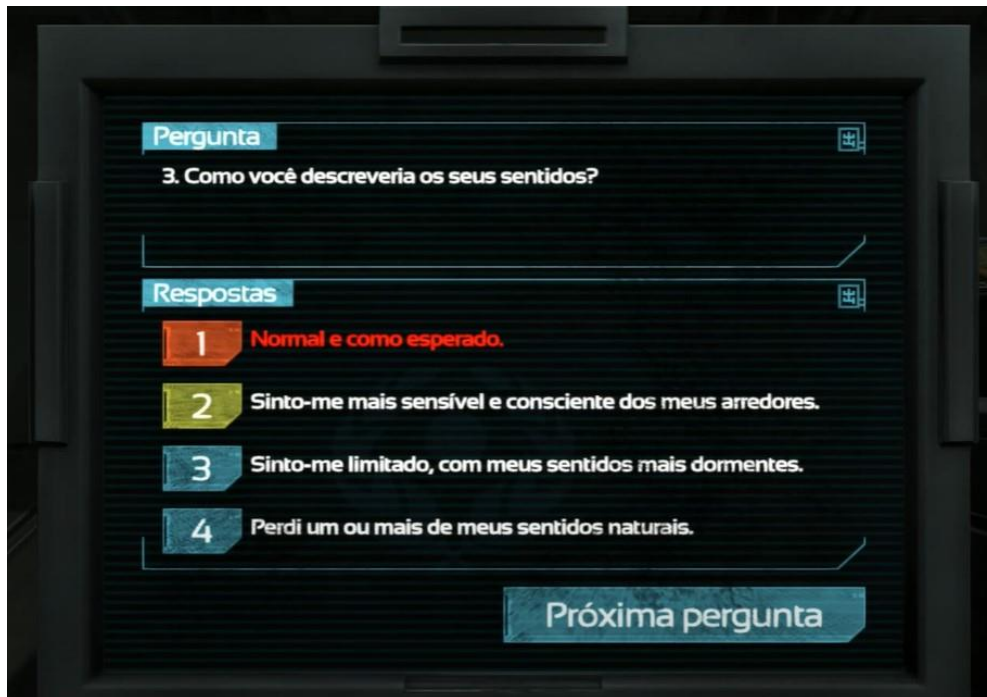 Pergunta
3. Como você descreveria os seus sentidos?
Respostas
1 Normal e como esperado.
2 Sinto-me mais sensível e consciente dos meus arredores.
3 Sinto-me limitado, com meus sentidos mais dormentes.
4 Perdi um ou mais de meus sentidos naturais.
Próxima pergunta